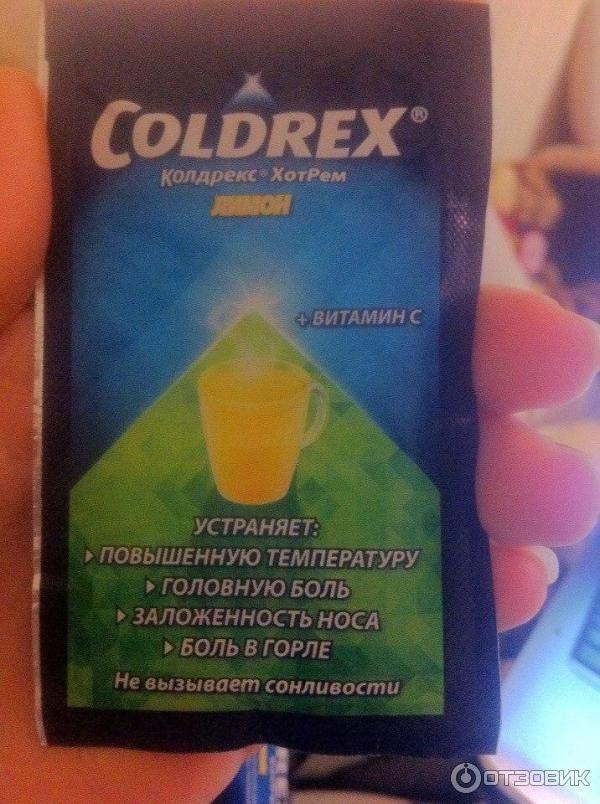 COLDREX®
Колдрекс® ХотРем
ЛИМОН
+ ВИТАМИН С
УСТРАНЯЕТ:
ПОВЫШЕННУЮ ТЕМПЕРАТУРУ
ГОЛОВНУЮ БОЛЬ
ЗАЛОЖЕННОСТЬ НОСА
БОЛЬ В ГОРЛЕ
Не вызывает сонливости
ОТЗОВИК